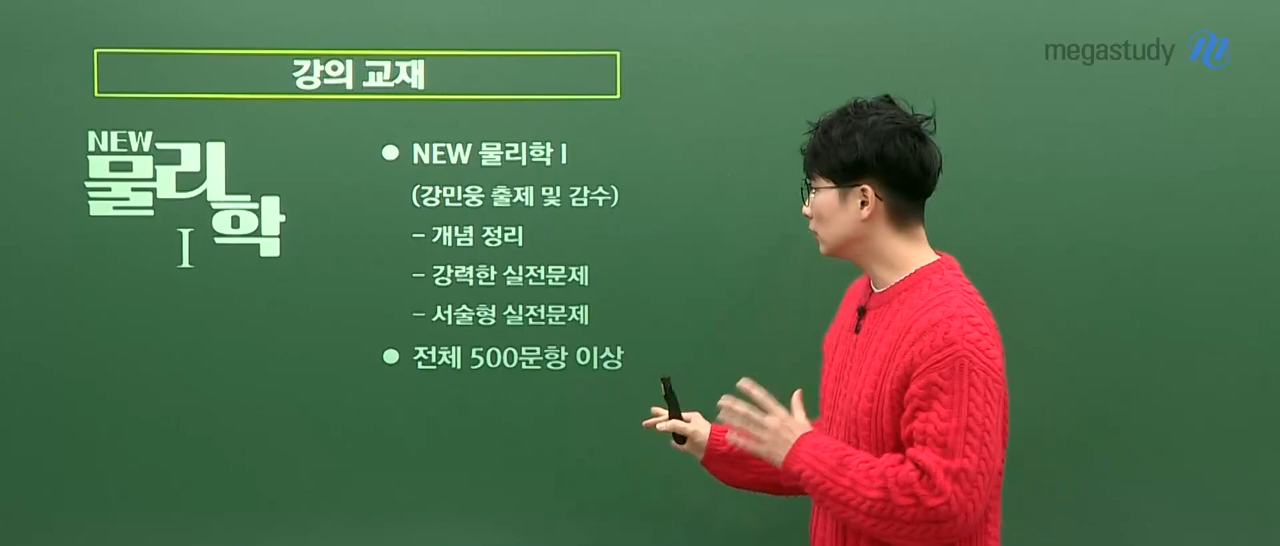 megastudy
강의 교재
NEW
물리학
I
NEW 물리학 I
(강민웅 출제 및 감수)
- 개념 정리
- 강력한 실전문제
- 서술형 실전문제
전체 500문항 이상